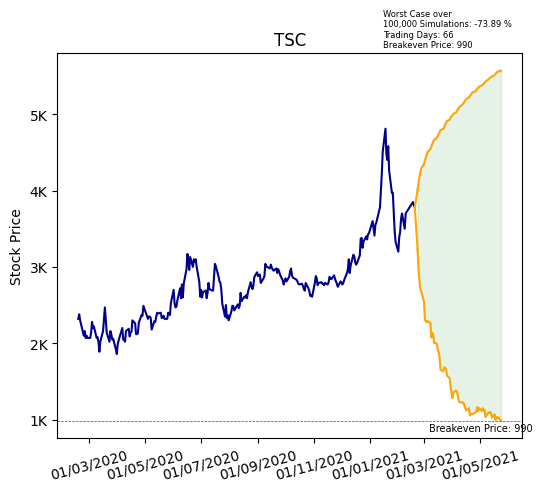 Worst Case over
100,000 Simulations: -73.89 %
Trading Days: 66
Breakeven Price: 990
TSC
Stock Price
5K
4K
3K
2K
1K
Breakeven Price: 990
01/03/2020
01/05/2020
01/07/2020
01/09/2020
01/11/2020
01/01/2021
01/03/2021
01/05/2021